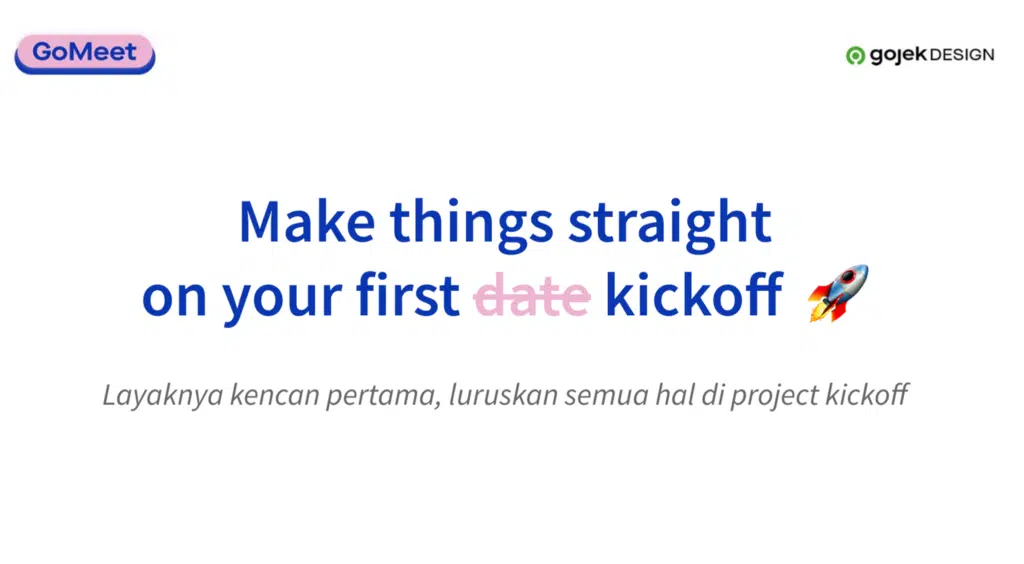 GoMeet
gojek DESIGN
Make things straight
on your first date kickoff 🚀
Layaknya kencan pertama, luruskan semua hal di project kickoff